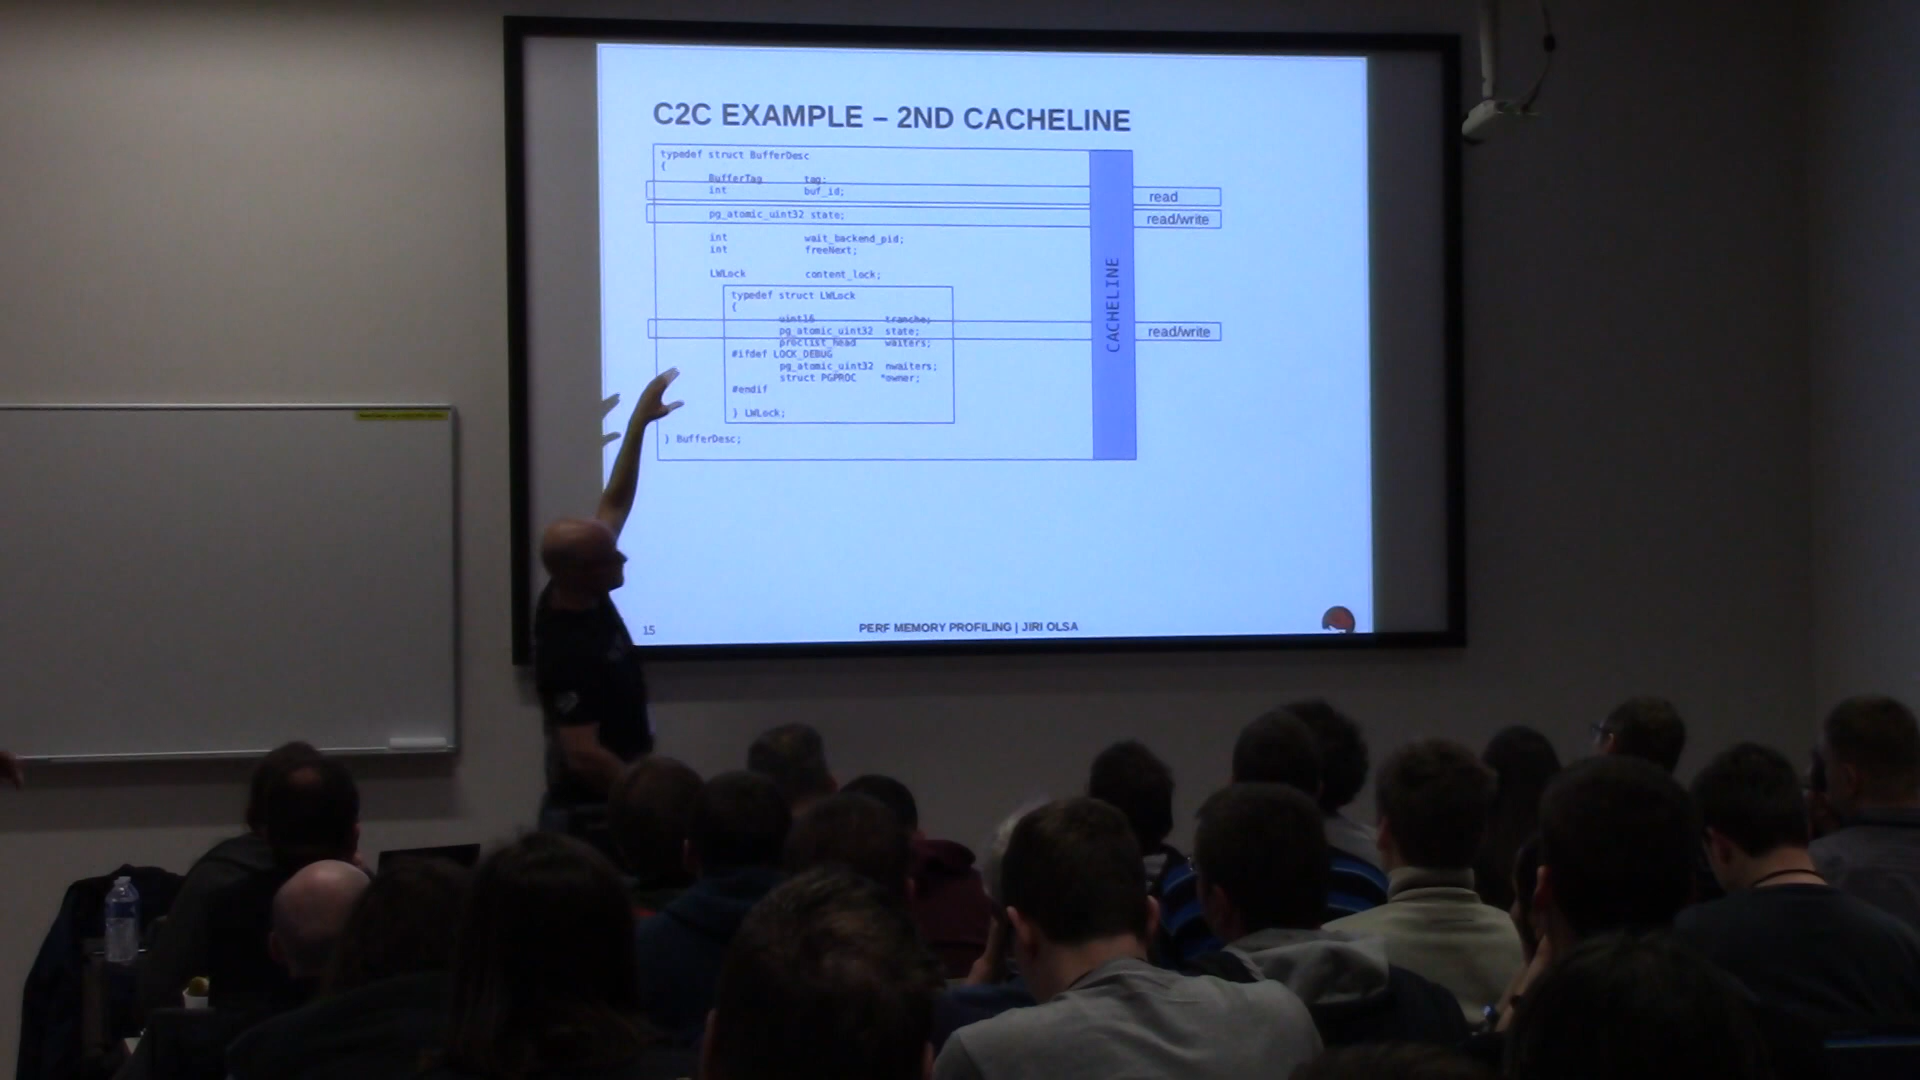 C2C EXAMPLE – 2ND CACHELINE
typedef struct BufferDesc
{
BufferTag tag;
int buf_id;
read
pg_atomic_uint32 state;
read/write
int wait_backend_pid;
int freeNext;
LWLock content_lock;
typedef struct LWLock
{
uint16 tranche;
pg_atomic_uint32 state;
read/write
proclist_head waiters;
#ifdef LOCK_DEBUG
pg_atomic_uint32 nwaiters;
struct PGPROC *owner;
#endif
} LWLock;
} BufferDesc;
CACHELINE
15
PERF MEMORY PROFILING | JIRI OLSA